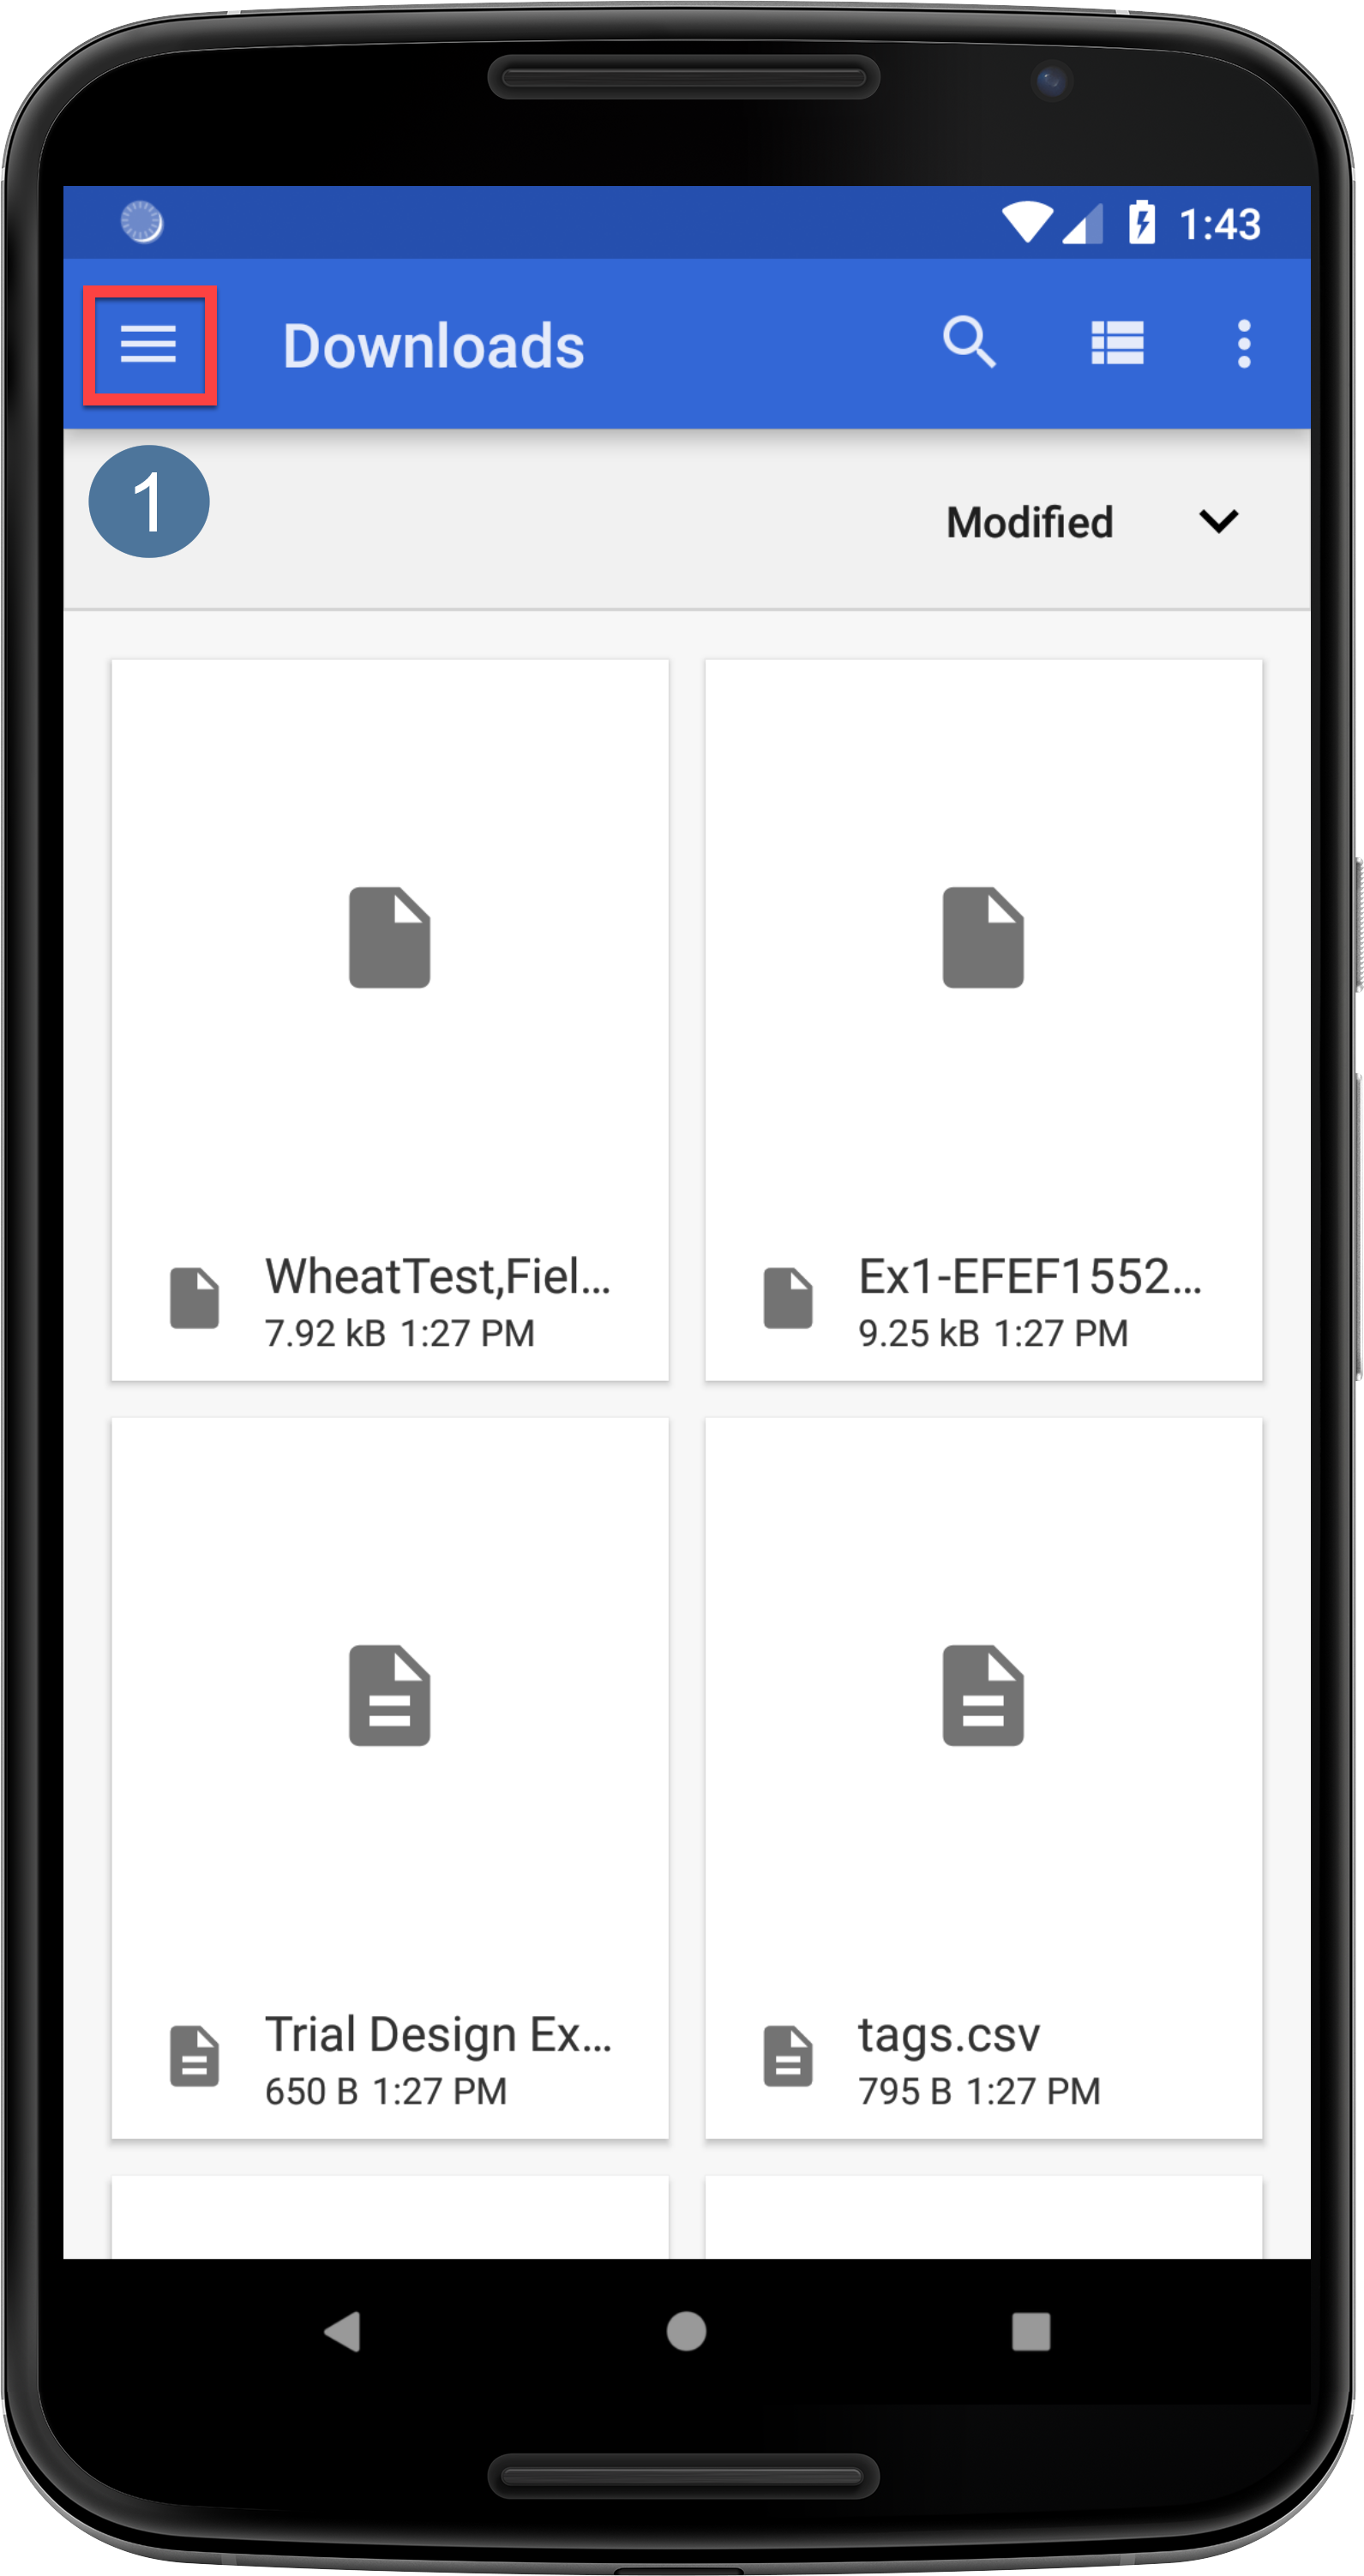 1:43
Downloads
1
Modified
WheatTest,Fiel...
7.92 kB 1:27 PM
Ex1-EFEF1552...
9.25 kB 1:27 PM
Trial Design Ex...
650 B 1:27 PM
tags.csv
795 B 1:27 PM